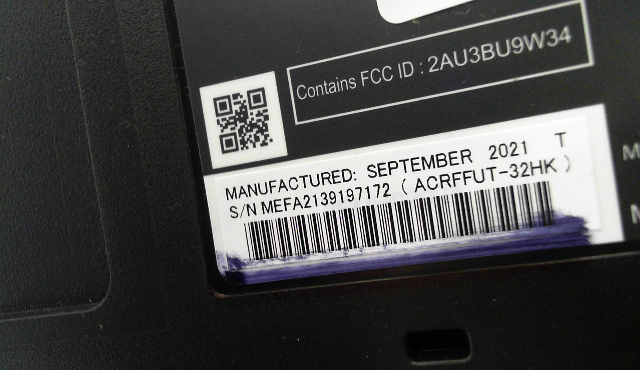 Contains FCC ID : 2AU3BU9W34
MANUFACTURED: SEPTEMBER 2021 T
S/N MEFA2139197172 ( ACRFFUT-32HK )